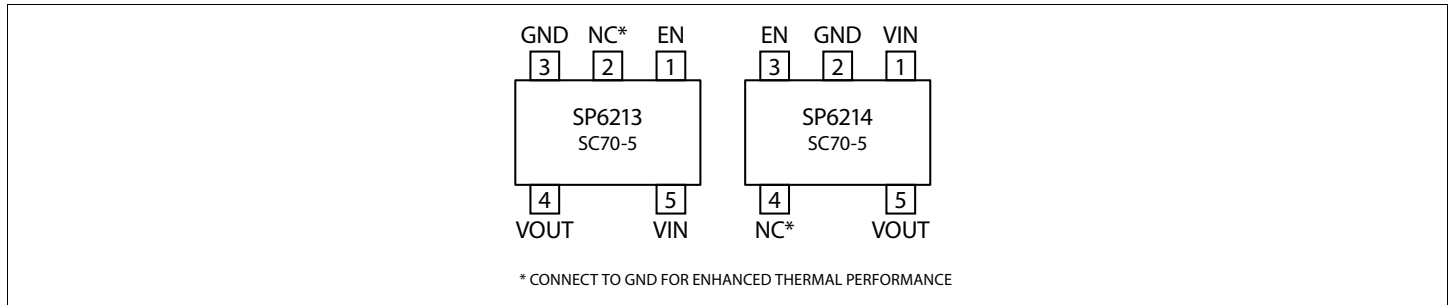 GND NC* EN EN GND VIN
3 2 1 3 2 1
SP6213 SP6214
SC70-5 SC70-5
4 5 4 5
VOUT VIN NC* VOUT
* CONNECT TO GND FOR ENHANCED THERMAL PERFORMANCE